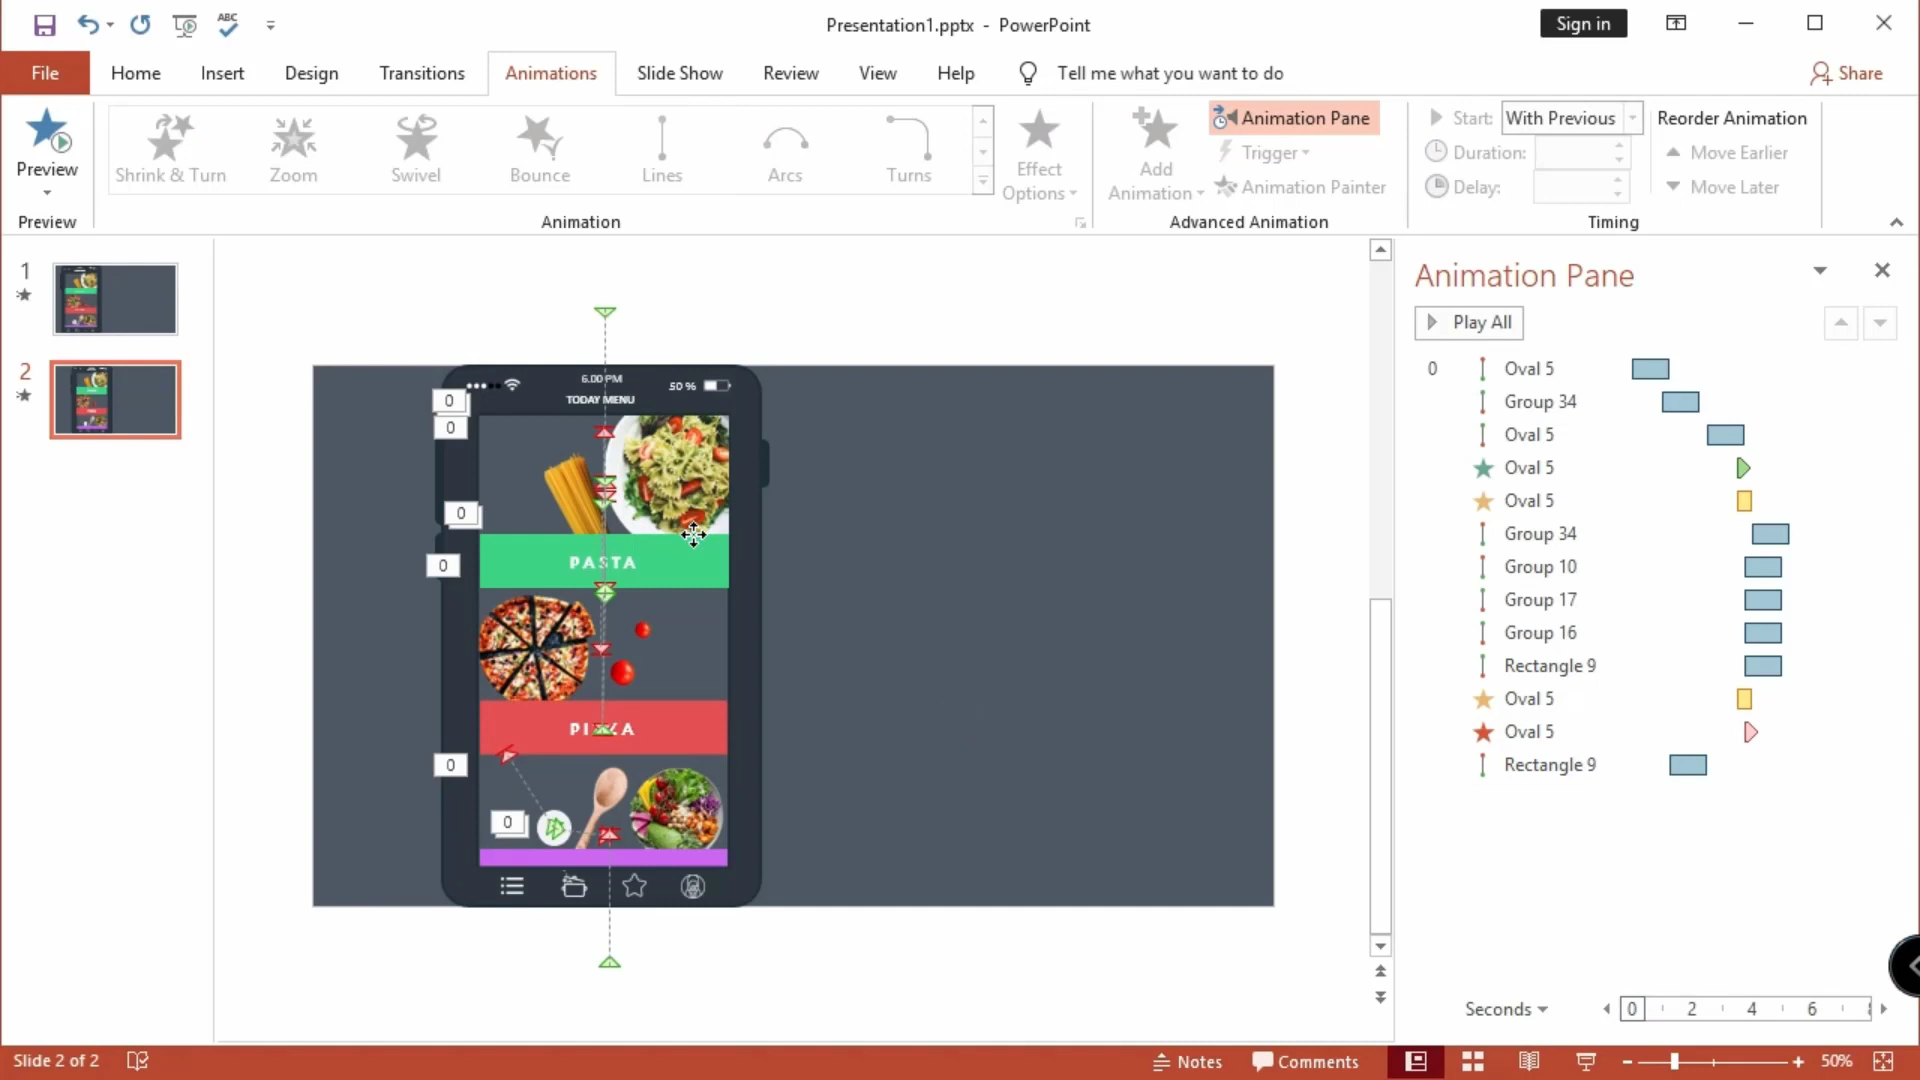 ABC
Presentation1.pptx - PowerPoint
Sign in
File Home Insert Design Transitions Animations Slide Show Review View Help Tell me what you want to do Share
Preview
Shrink & Turn Zoom Swivel Bounce Lines Arcs Turns
Effect Options
Add Animation
Animation Pane
Trigger
Animation Painter
Start: With Previous
Duration:
Delay:
Reorder Animation
Move Earlier
Move Later
Preview Animation Advanced Animation Timing
1
2
6.00 PM
50 %
TODAY MENU
0
0
0
PASTA
0
PIZZA
0
0
Animation Pane
Play All
0 Oval 5
Group 34
Oval 5
Oval 5
Oval 5
Group 34
Group 10
Group 17
Group 16
Rectangle 9
Oval 5
Oval 5
Rectangle 9
Seconds 0 2 4 6
Slide 2 of 2 Notes Comments 50%